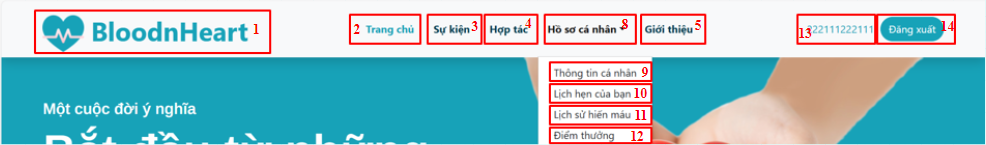 BloodnHeart 1 2 Trang chủ Sự kiện 3 Hợp tác 4 Hồ sơ cá nhân 8 Giới thiệu 5 13 222111222111 Đăng xuất 14
Thông tin cá nhân 9
Lịch hẹn của bạn 10
Lịch sử hiến máu 11
Điểm thưởng 12
Một cuộc đời ý nghĩa
Bắt đầu từ những